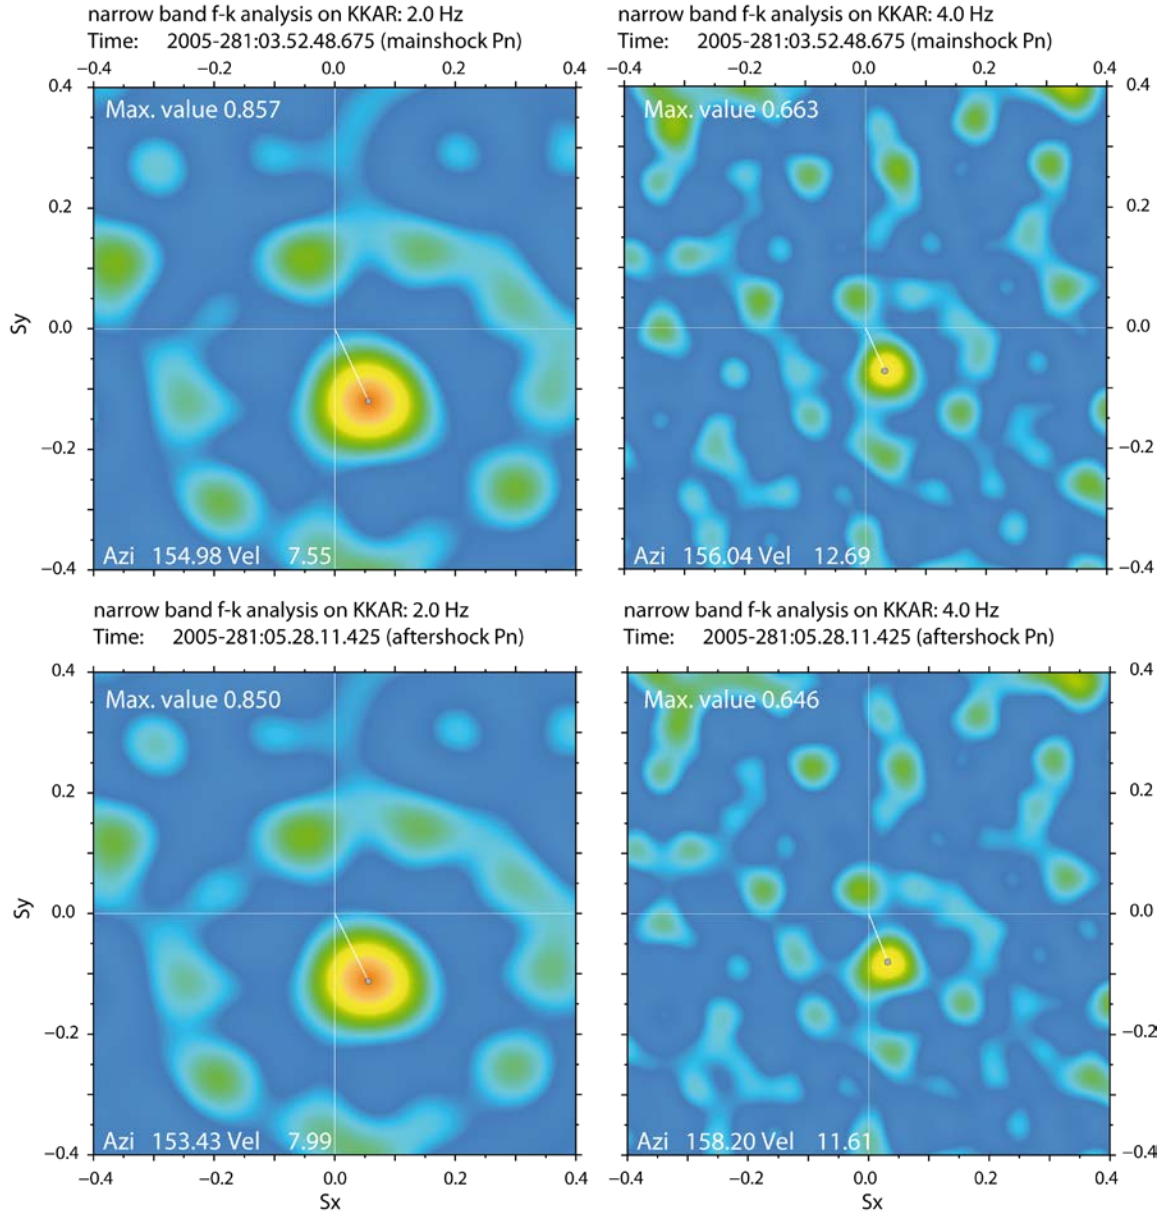 narrow band f-k analysis on KKAR: 2.0 Hz
Time: 2005-281:03.52.48.675 (mainshock Pn)
−0.4 −0.2 0.0 0.2 0.4
0.4
Max. value 0.857
0.2
Sy
0.0
−0.2
−0.4
Azi 154.98 Vel 7.55
narrow band f-k analysis on KKAR: 4.0 Hz
Time: 2005-281:03.52.48.675 (mainshock Pn)
−0.4 −0.2 0.0 0.2 0.4
0.4
Max. value 0.663
0.2
0.0
−0.2
−0.4
Azi 156.04 Vel 12.69
narrow band f-k analysis on KKAR: 2.0 Hz
Time: 2005-281:05.28.11.425 (aftershock Pn)
0.4
Max. value 0.850
0.2
Sy
0.0
−0.2
−0.4
Azi 153.43 Vel 7.99
−0.4 −0.2 0.0 0.2 0.4
Sx
narrow band f-k analysis on KKAR: 4.0 Hz
Time: 2005-281:05.28.11.425 (aftershock Pn)
0.4
Max. value 0.646
0.2
0.0
−0.2
−0.4
Azi 158.20 Vel 11.61
−0.4 −0.2 0.0 0.2 0.4
Sx